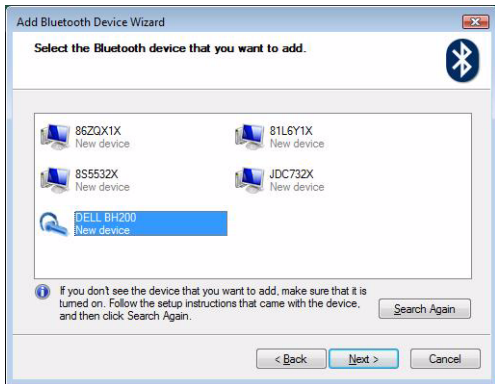 Add Bluetooth Device Wizard
Select the Bluetooth device that you want to add.
86ZQX1X
New device
81L6Y1X
New device
8S5532X
New device
JDC732X
New device
DELL BH200
New device
If you don't see the device that you want to add, make sure that it is
turned on. Follow the setup instructions that came with the device,
and then click Search Again.
Search Again
< Back
Next >
Cancel